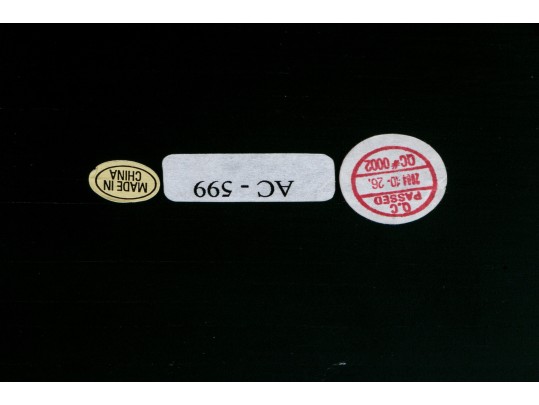 Q.C
PASSED
2004-10-26.
QC# 0002
AC - 599
MADE IN
CHINA